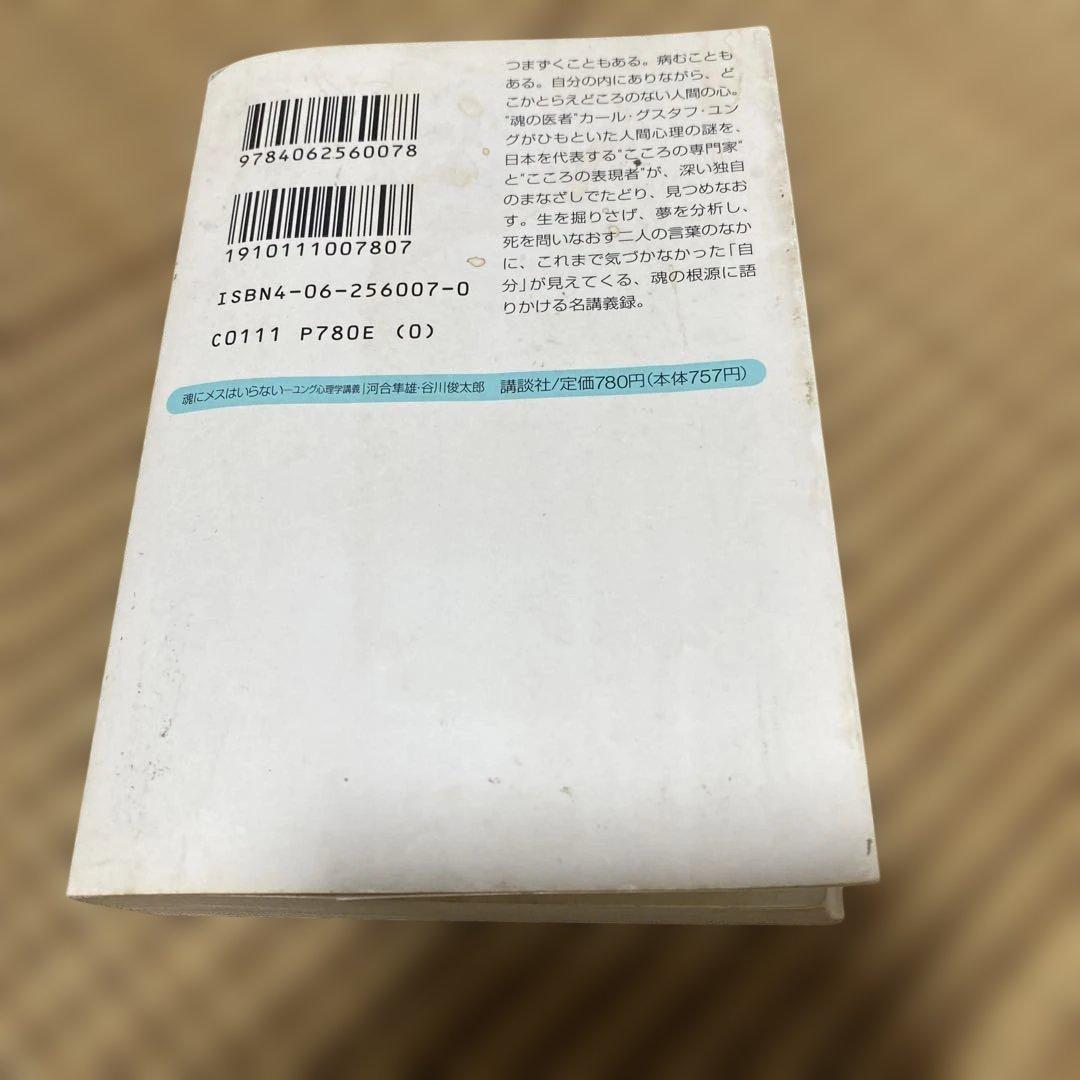 9784062560078
1910111007807
ISBN4-06-256007-0
C0111 P780E (0)
つまずくこともある。病むことも
ある。自分の内にありながら、ど
こかとらえどころのない人間の心。
"魂の医者"カール・グスタフ・ユン
グがひもといた人間心理の謎を、
日本を代表する"こころの専門家"
と"こころの表現者"が、深い独自
のまなざしでたどり、見つめなお
す。生を掘りさげ、夢を分析し、
死を問いなおす二人の言葉のなか
に、これまで気づかなかった「自
分」が見えてくる、魂の根源に語
りかける名講義録。
魂にメスはいらない―ユング心理学講義|河合隼雄・谷川俊太郎 講談社/定価780円(本体757円)